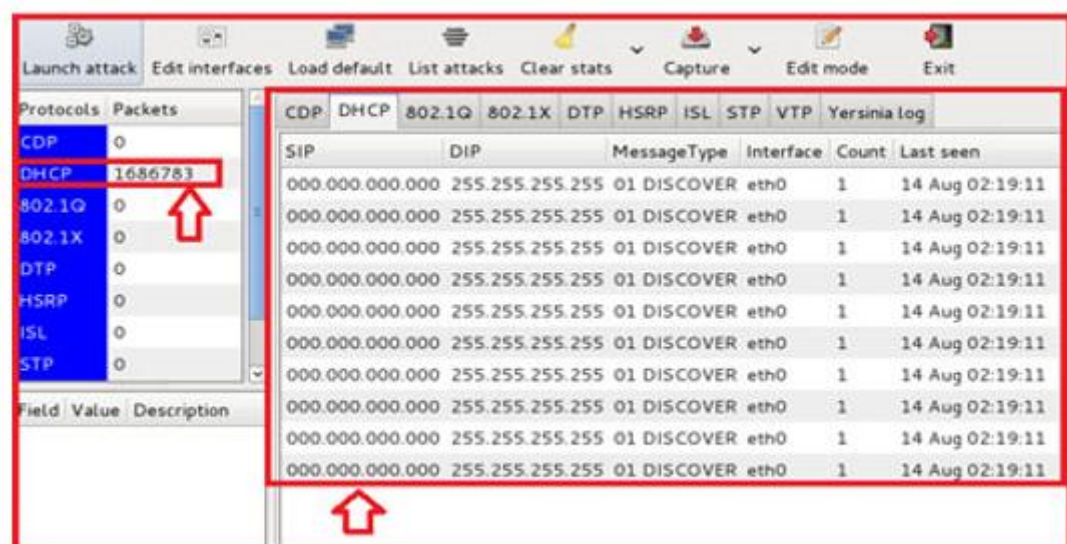 Launch attack Edit interfaces Load default List attacks Clear stats Capture Edit mode Exit
Protocols Packets
CDP 0
DHCP 1686783
802.1Q 0
802.1X 0
DTP 0
HSRP 0
ISL 0
STP 0
Field Value Description
CDP DHCP 802.1Q 802.1X DTP HSRP ISL STP VTP Yersinia log
SIP DIP MessageType Interface Count Last seen
000.000.000.000 255.255.255.255 01 DISCOVER eth0 1 14 Aug 02:19:11
000.000.000.000 255.255.255.255 01 DISCOVER eth0 1 14 Aug 02:19:11
000.000.000.000 255.255.255.255 01 DISCOVER eth0 1 14 Aug 02:19:11
000.000.000.000 255.255.255.255 01 DISCOVER eth0 1 14 Aug 02:19:11
000.000.000.000 255.255.255.255 01 DISCOVER eth0 1 14 Aug 02:19:11
000.000.000.000 255.255.255.255 01 DISCOVER eth0 1 14 Aug 02:19:11
000.000.000.000 255.255.255.255 01 DISCOVER eth0 1 14 Aug 02:19:11
000.000.000.000 255.255.255.255 01 DISCOVER eth0 1 14 Aug 02:19:11
000.000.000.000 255.255.255.255 01 DISCOVER eth0 1 14 Aug 02:19:11
000.000.000.000 255.255.255.255 01 DISCOVER eth0 1 14 Aug 02:19:11